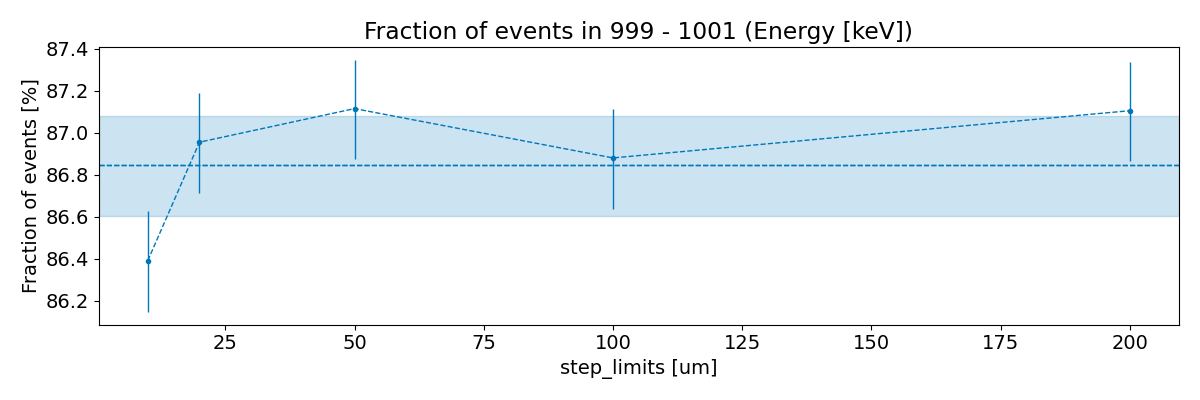 Fraction of events in 999 - 1001 (Energy [keV])
Fraction of events [%]
87.4
87.2
87.0
86.8
86.6
86.4
86.2
25 50 75 100 125 150 175 200
step_limits [um]